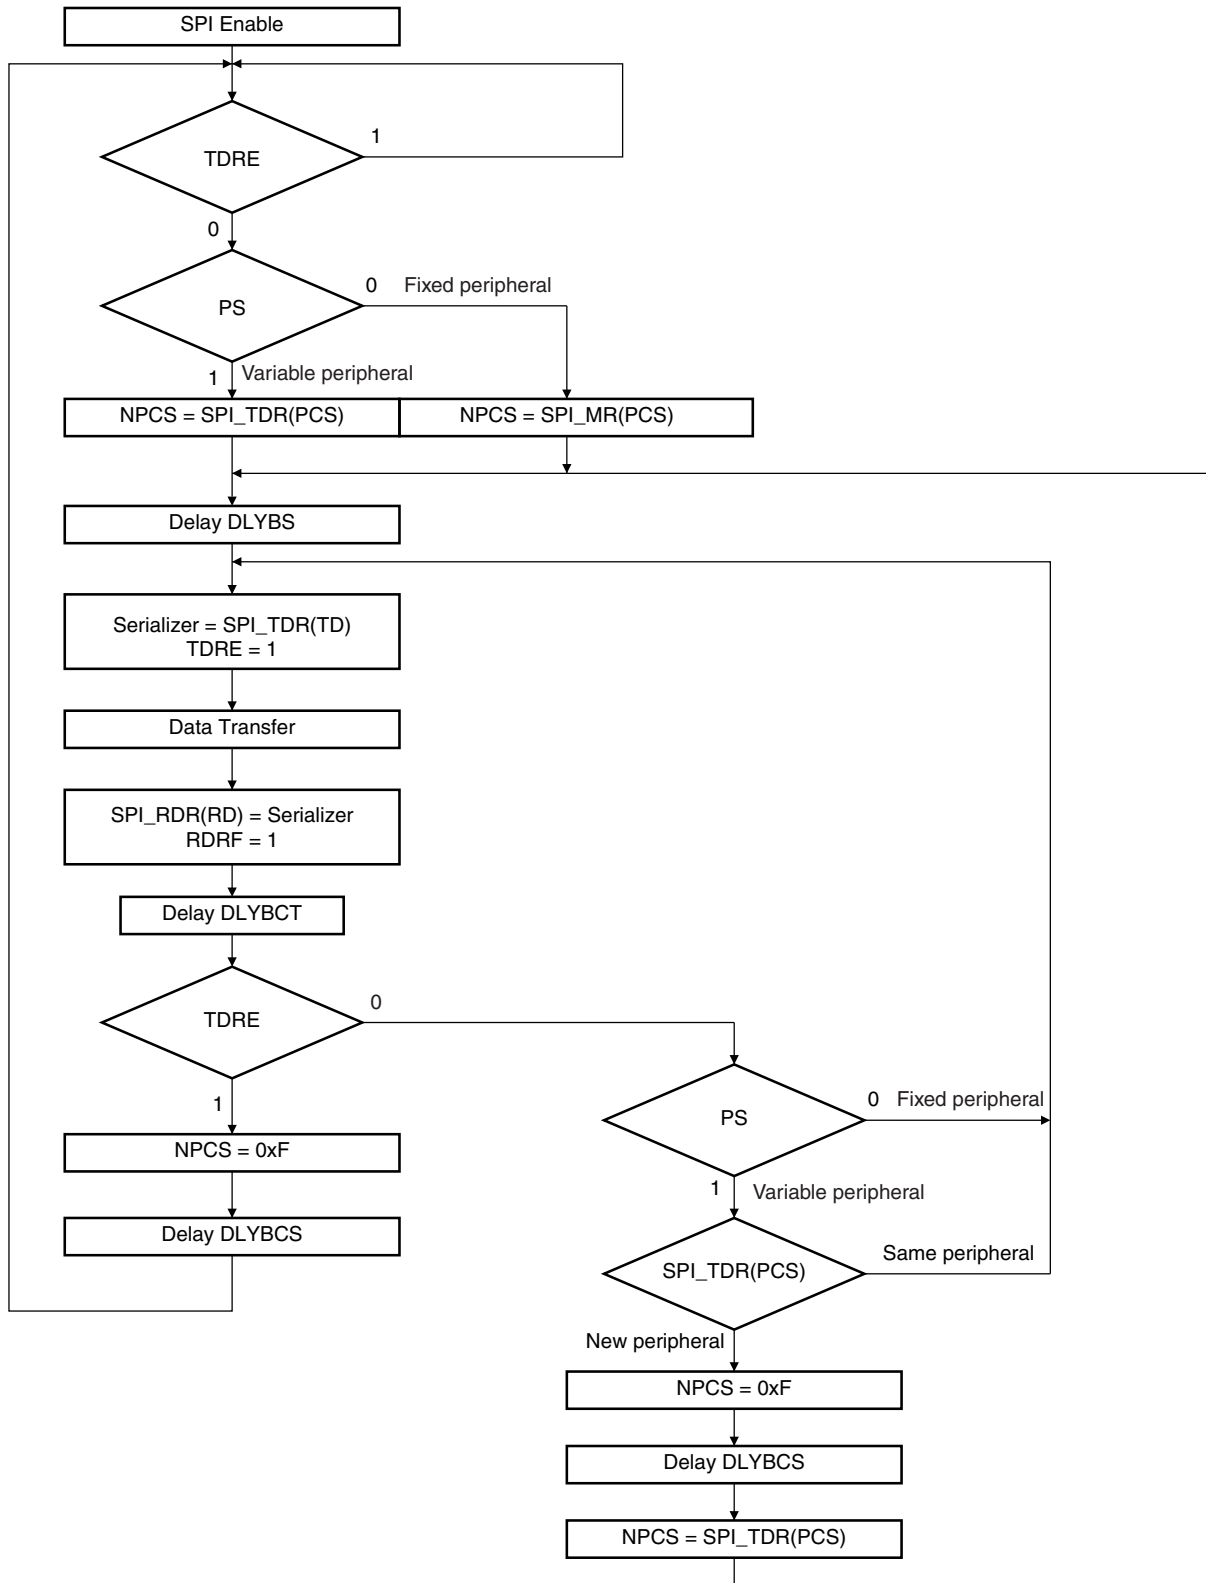 SPI Enable
TDRE
1
0
PS
0 Fixed peripheral
1 Variable peripheral
NPCS = SPI_TDR(PCS)
NPCS = SPI_MR(PCS)
Delay DLYBS
Serializer = SPI_TDR(TD)
TDRE = 1
Data Transfer
SPI_RDR(RD) = Serializer
RDRF = 1
Delay DLYBCT
TDRE
0
1
NPCS = 0xF
Delay DLYBCS
PS
0 Fixed peripheral
1 Variable peripheral
SPI_TDR(PCS)
Same peripheral
New peripheral
NPCS = 0xF
Delay DLYBCS
NPCS = SPI_TDR(PCS)